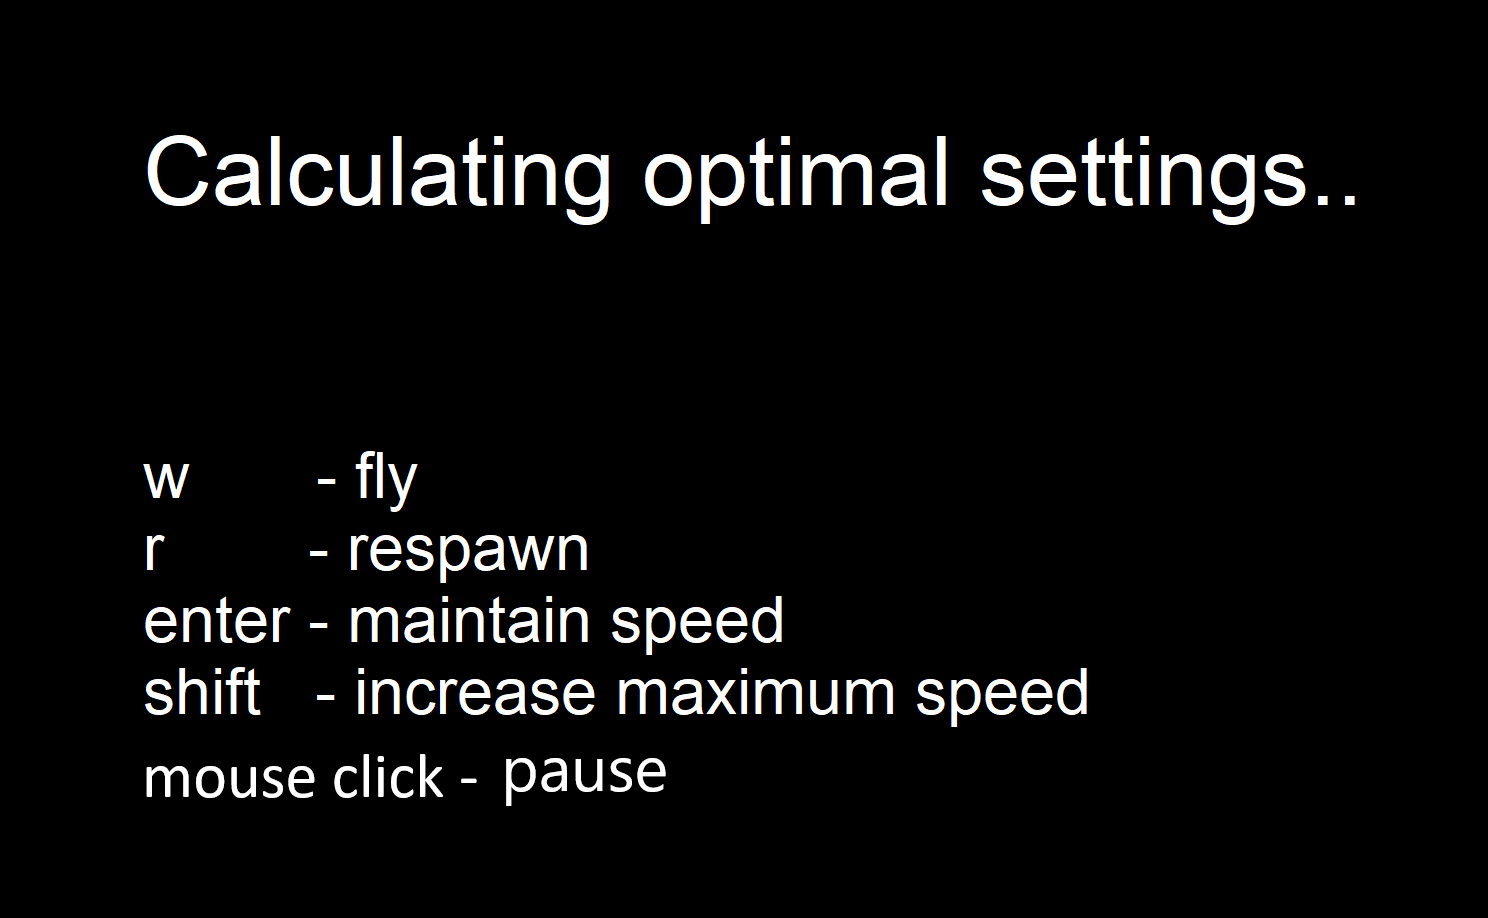 Calculating optimal settings..
w - fly
r - respawn
enter - maintain speed
shift - increase maximum speed
mouse click - pause